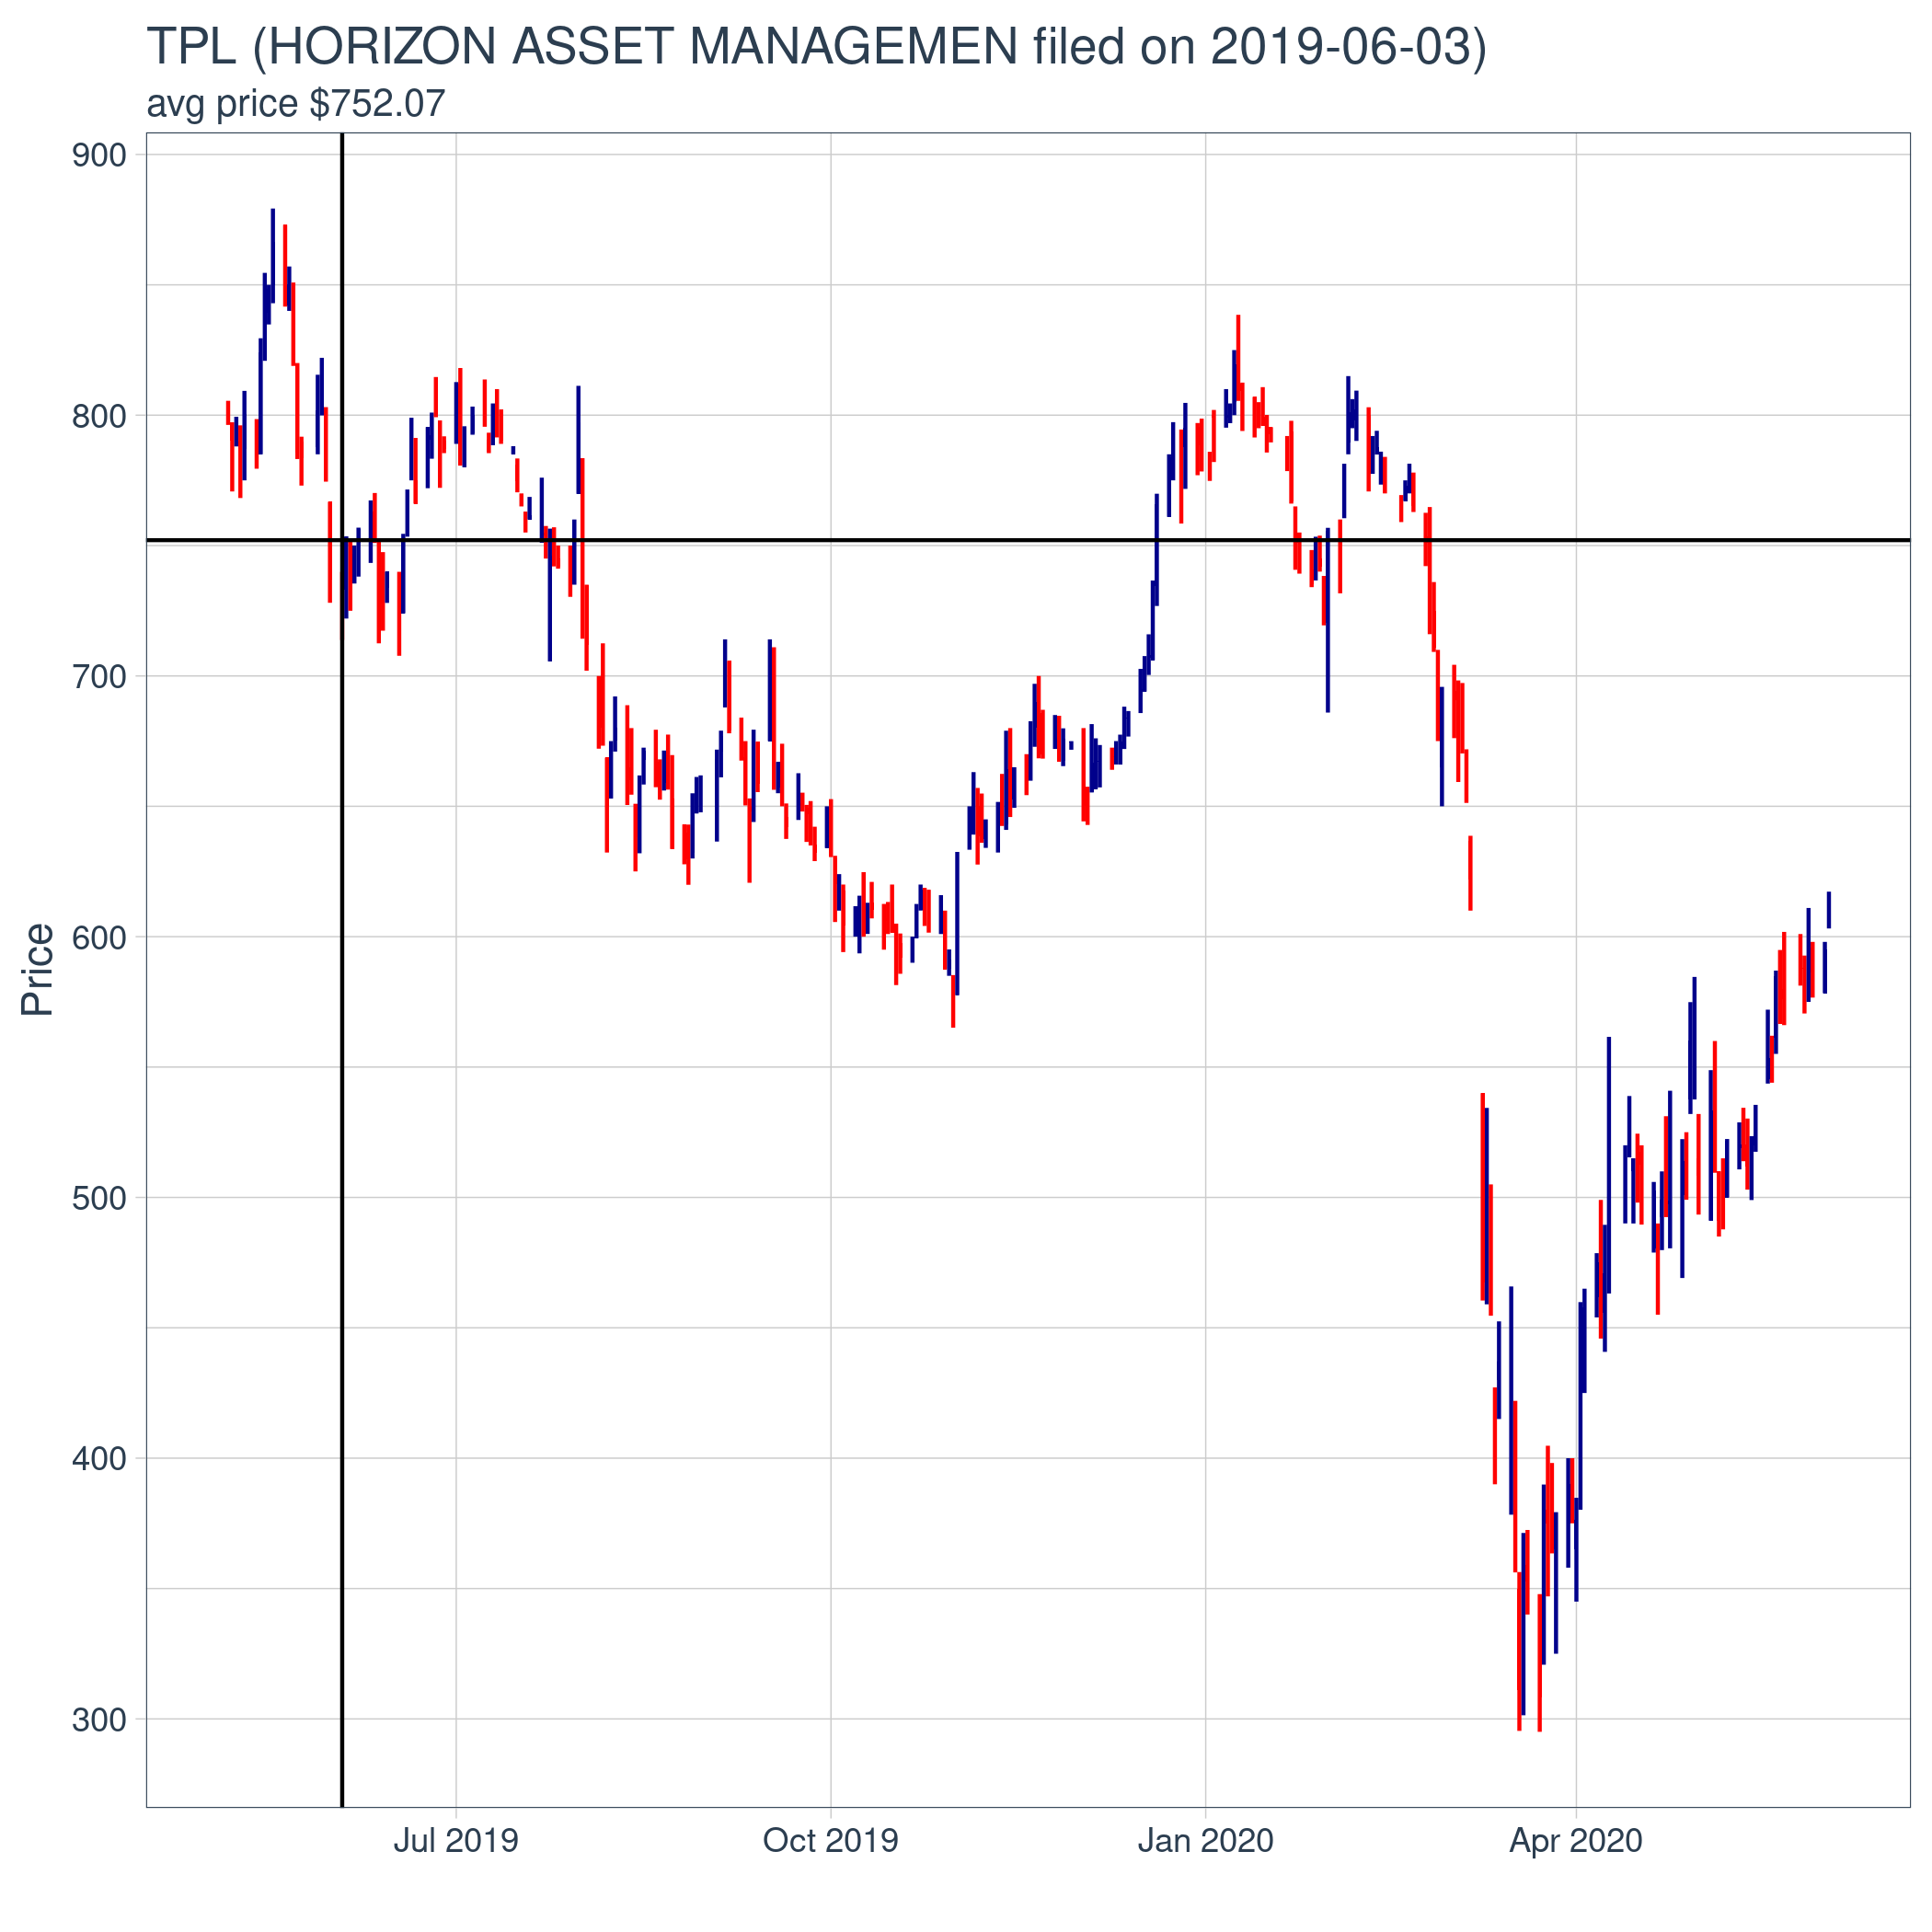 TPL (HORIZON ASSET MANAGEMEN filed on 2019-06-03)
avg price $752.07
900
800
700
600
500
400
300
Price
Jul 2019
Oct 2019
Jan 2020
Apr 2020